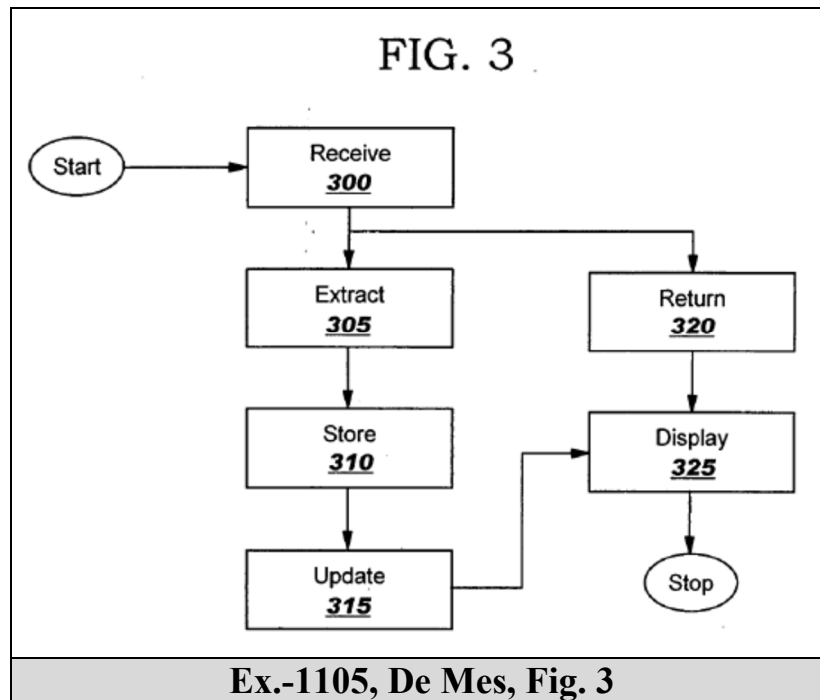 FIG. 3
Start
Receive
300
Extract
305
Return
320
Store
310
Display
325
Update
315
Stop
Ex.-1105, De Mes, Fig. 3